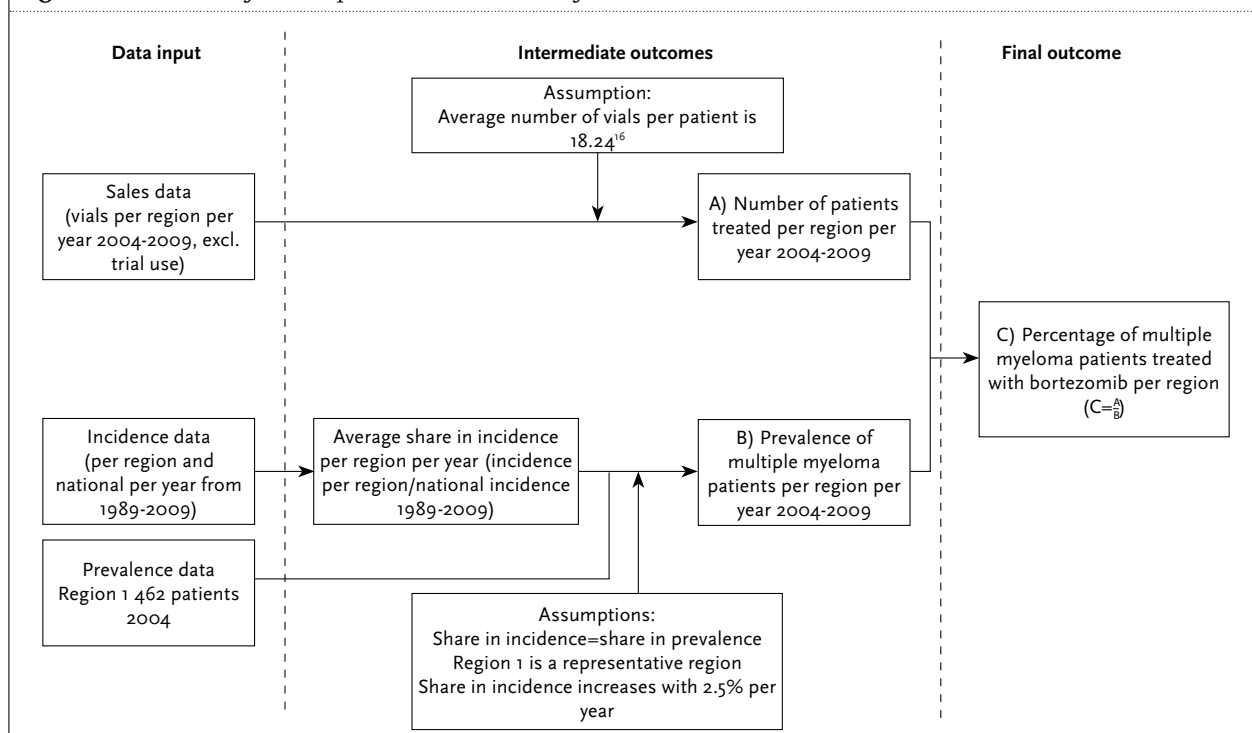 Data input
Intermediate outcomes
Final outcome
Assumption:
Average number of vials per patient is
18.24¹⁶
Sales data
(vials per region per
year 2004-2009, excl.
trial use)
A) Number of patients
treated per region per
year 2004-2009
C) Percentage of multiple
myeloma patients treated
with bortezomib per region
(C=A/B)
Incidence data
(per region and
national per year from
1989-2009)
Average share in incidence
per region per year (incidence
per region/national incidence
1989-2009)
B) Prevalence of
multiple myeloma
patients per region per
year 2004-2009
Prevalence data
Region 1 462 patients
2004
Assumptions:
Share in incidence=share in prevalence
Region 1 is a representative region
Share in incidence increases with 2.5% per
year